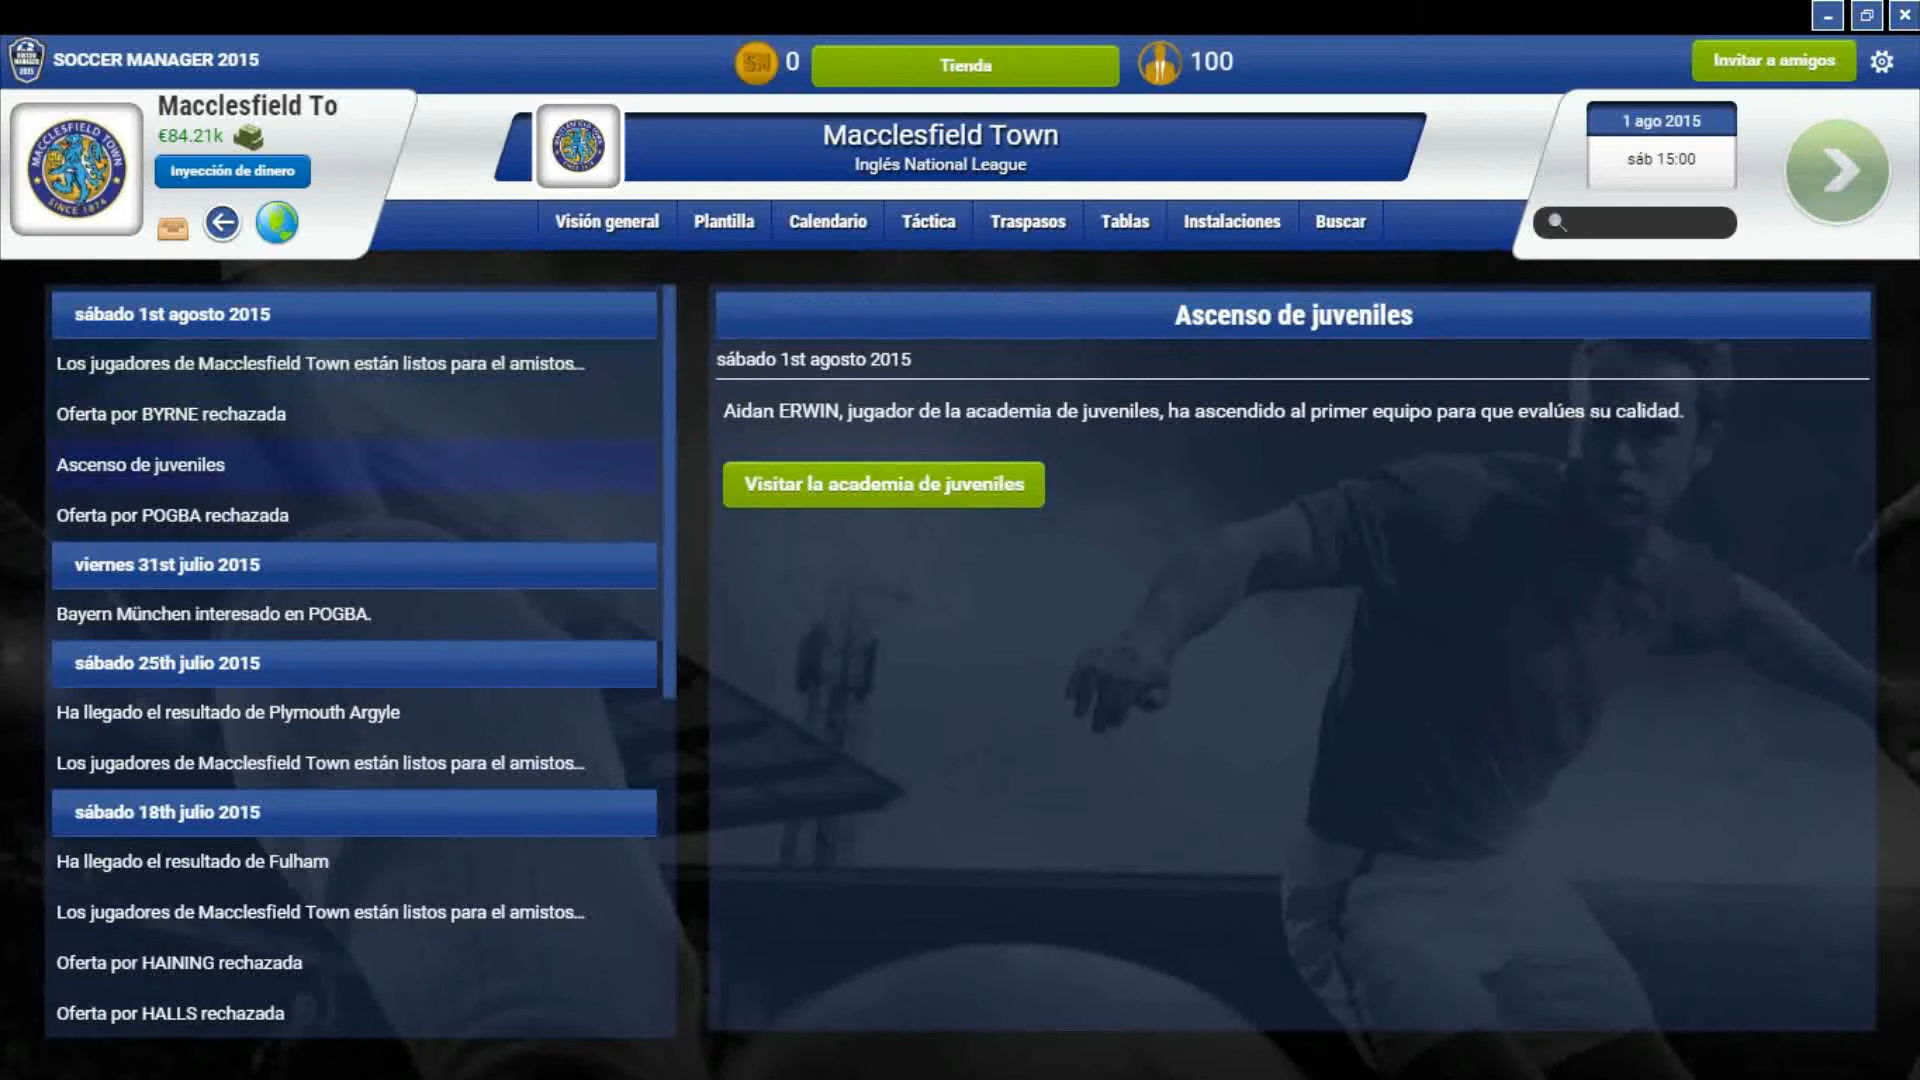 SOCCER MANAGER 2015
0
Tienda
100
Invitar a amigos
Macclesfield To
€84.21k
Inyección de dinero
MACCLESFIELD TOWN
SINCE 1874
Macclesfield Town
Inglés National League
1 ago 2015
sáb 15:00
Visión general
Plantilla
Calendario
Táctica
Traspasos
Tablas
Instalaciones
Buscar
sábado 1st agosto 2015
Los jugadores de Macclesfield Town están listos para el amistos...
Oferta por BYRNE rechazada
Ascenso de juveniles
Oferta por POGBA rechazada
viernes 31st julio 2015
Bayern München interesado en POGBA.
sábado 25th julio 2015
Ha llegado el resultado de Plymouth Argyle
Los jugadores de Macclesfield Town están listos para el amistos...
sábado 18th julio 2015
Ha llegado el resultado de Fulham
Los jugadores de Macclesfield Town están listos para el amistos...
Oferta por HAINING rechazada
Oferta por HALLS rechazada
Ascenso de juveniles
sábado 1st agosto 2015
Aidan ERWIN, jugador de la academia de juveniles, ha ascendido al primer equipo para que evalúes su calidad.
Visitar la academia de juveniles